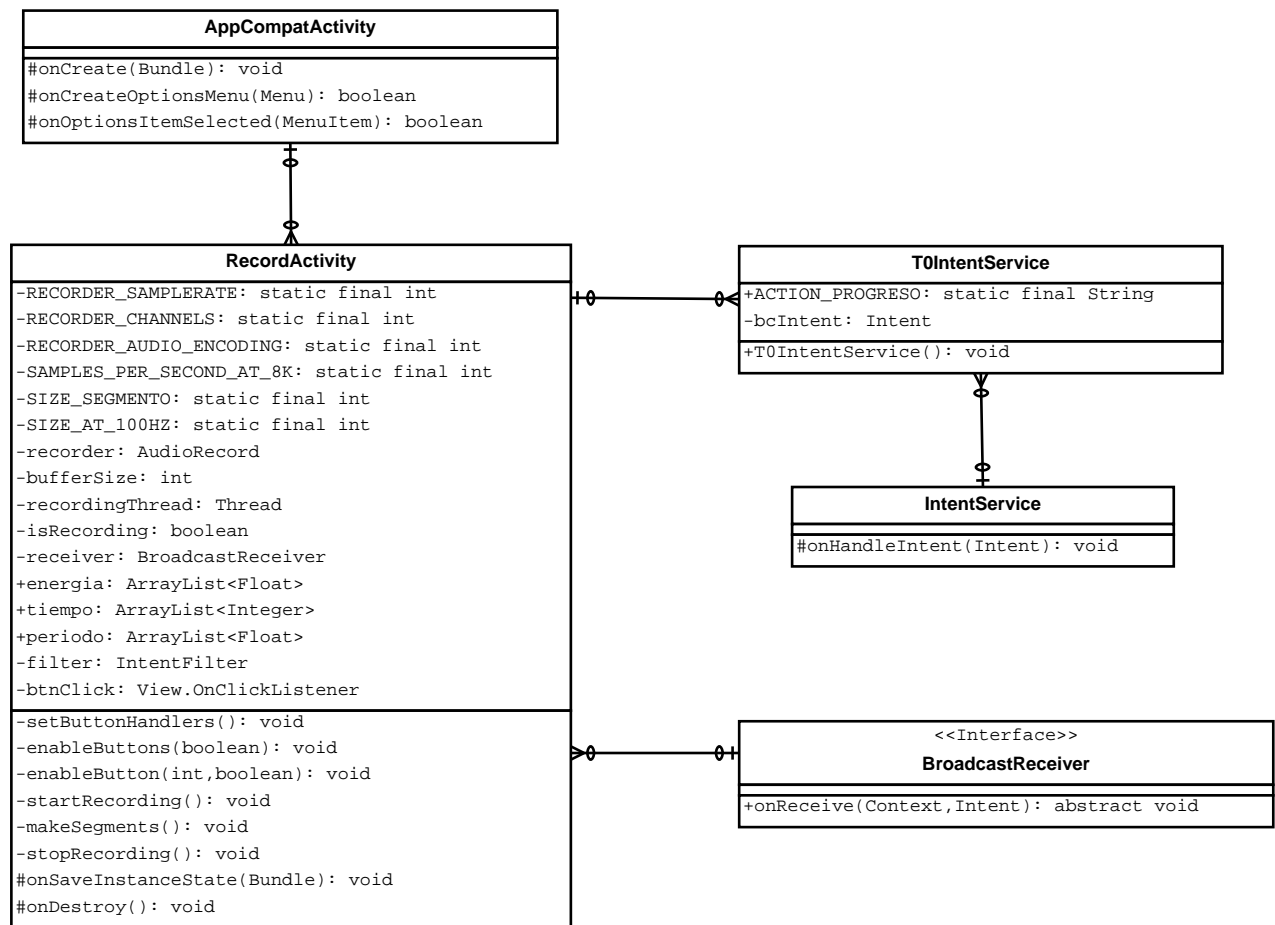 AppCompatActivity
#onCreate(Bundle): void
#onCreateOptionsMenu(Menu): boolean
#onOptionsItemSelected(MenuItem): boolean
RecordActivity
-RECORDER_SAMPLERATE: static final int
-RECORDER_CHANNELS: static final int
-RECORDER_AUDIO_ENCODING: static final int
-SAMPLES_PER_SECOND_AT_8K: static final int
-SIZE_SEGMENTO: static final int
-SIZE_AT_100HZ: static final int
-recorder: AudioRecord
-bufferSize: int
-recordingThread: Thread
-isRecording: boolean
-receiver: BroadcastReceiver
+energia: ArrayList<Float>
+tiempo: ArrayList<Integer>
+periodo: ArrayList<Float>
-filter: IntentFilter
-btnClick: View.OnClickListener
-setButtonHandlers(): void
-enableButtons(boolean): void
-enableButton(int,boolean): void
-startRecording(): void
-makeSegments(): void
-stopRecording(): void
#onSaveInstanceState(Bundle): void
#onDestroy(): void
T0IntentService
+ACTION_PROGRESO: static final String
-bcIntent: Intent
+T0IntentService(): void
IntentService
#onHandleIntent(Intent): void
<<Interface>>
BroadcastReceiver
+onReceive(Context,Intent): abstract void